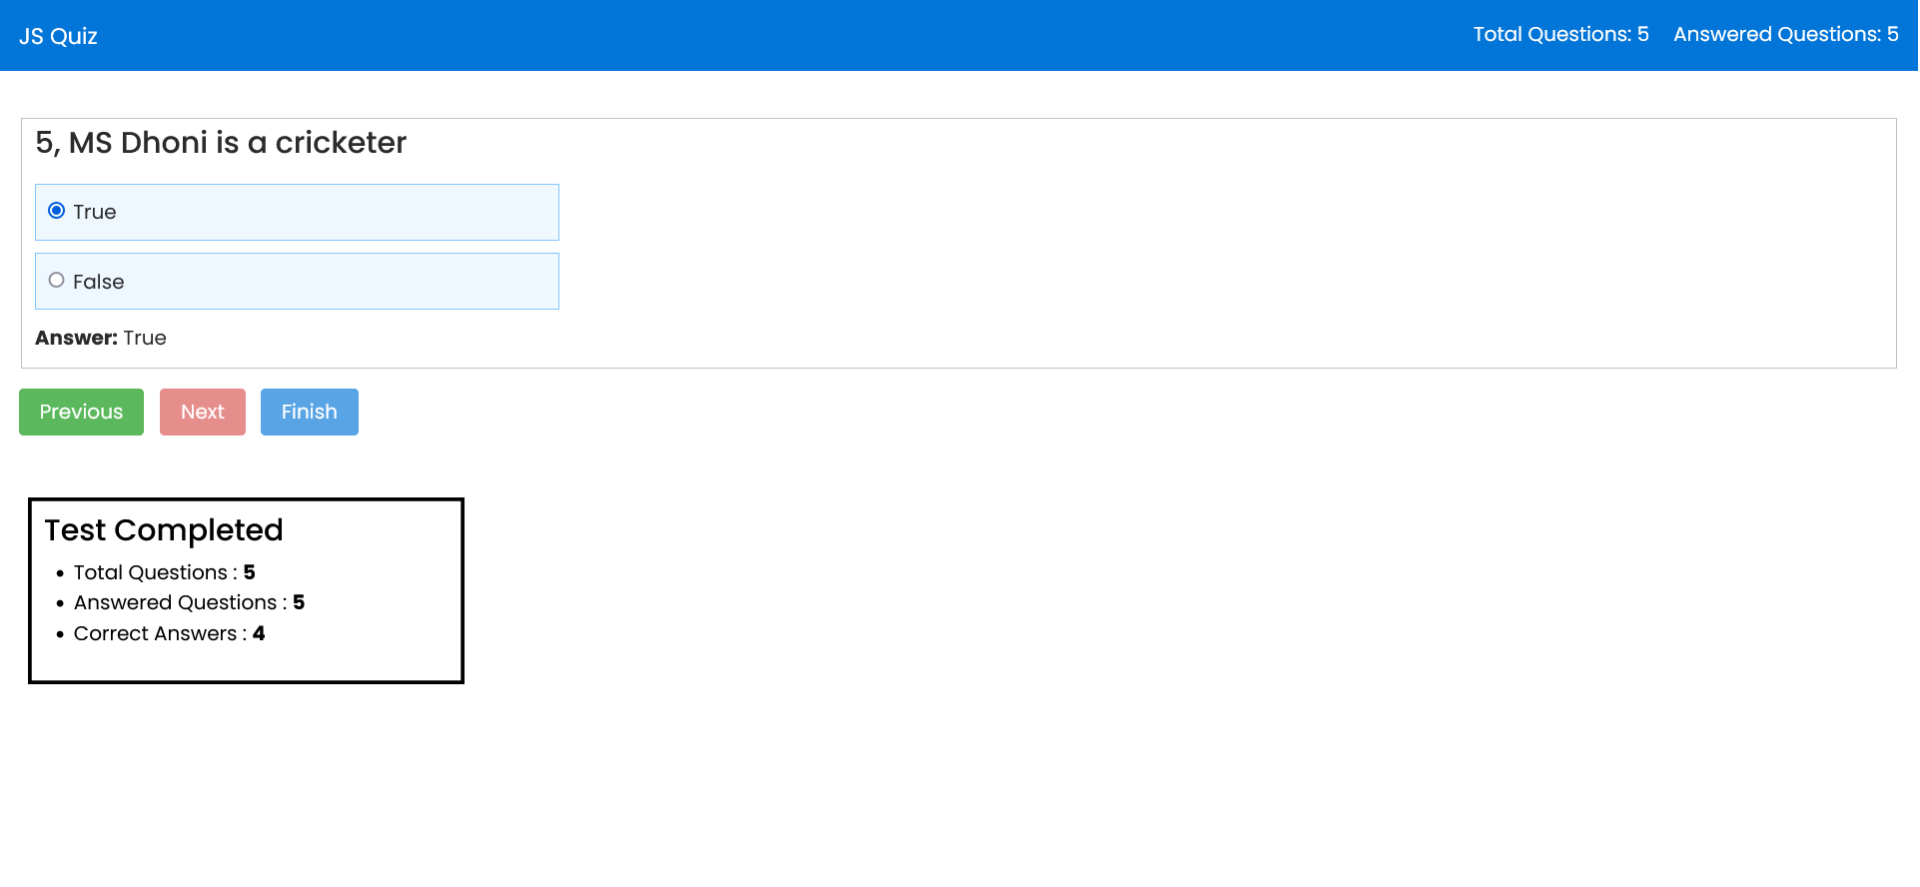 JS Quiz
Total Questions: 5 Answered Questions: 5
5, MS Dhoni is a cricketer
True
False
Answer: True
Previous Next Finish
Test Completed
Total Questions : 5
Answered Questions : 5
Correct Answers : 4